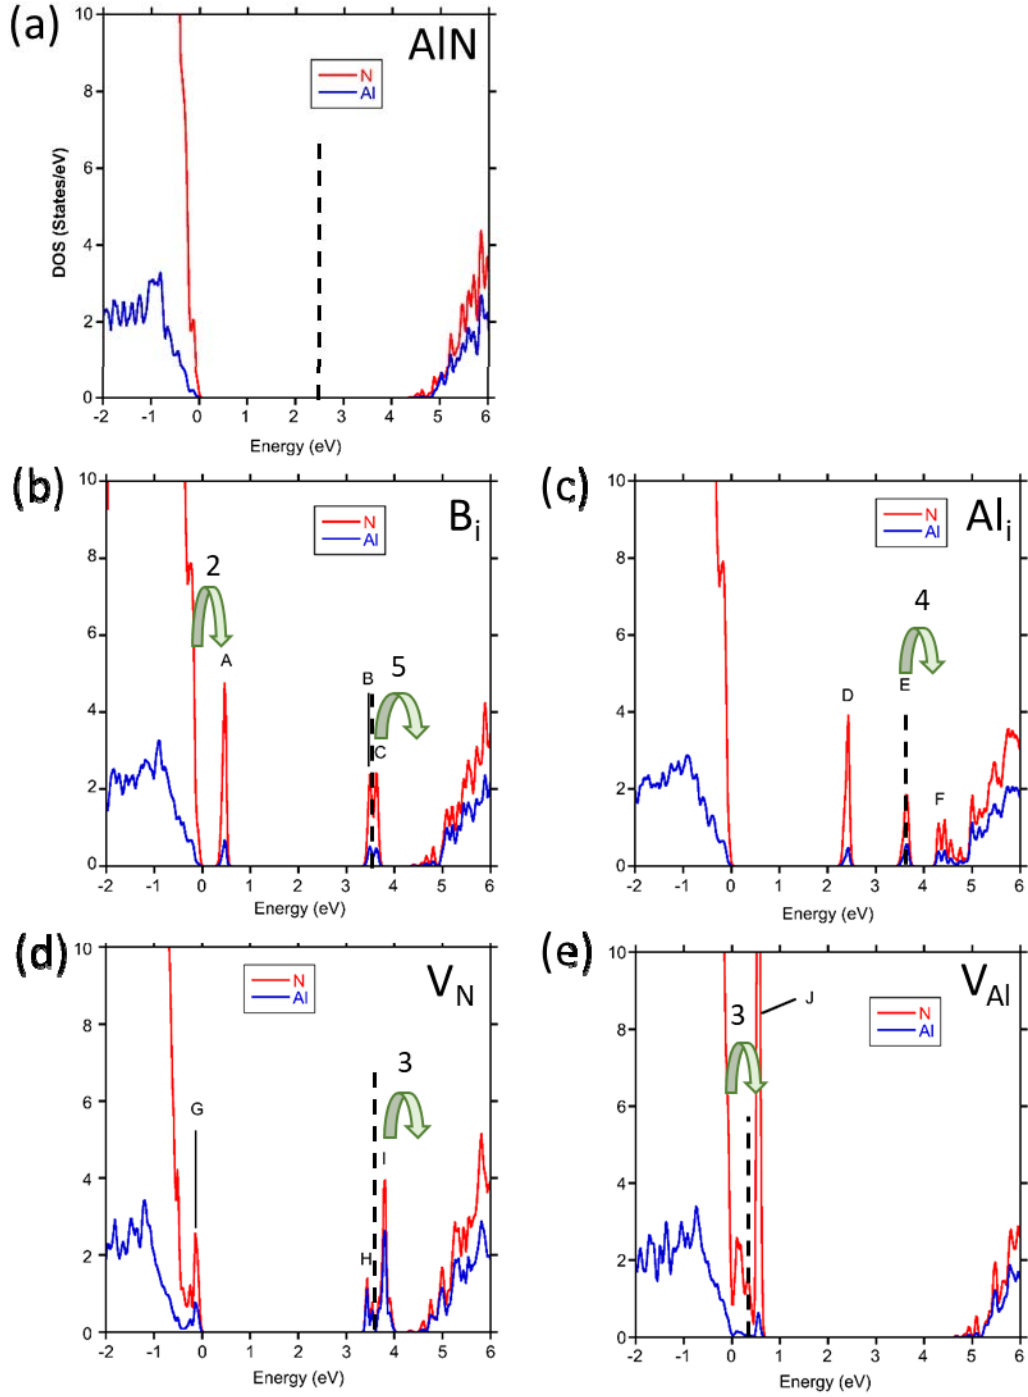 (a)
AlN
N
Al
DOS (States/eV)
10
8
6
4
2
0
-2 -1 0 1 2 3 4 5 6
Energy (eV)
(b)
Bi
N
Al
10
8
6
4
2
0
2
A
B
5
C
-2 -1 0 1 2 3 4 5 6
Energy (eV)
(c)
Ali
N
Al
10
8
6
4
2
0
4
E
D
F
-2 -1 0 1 2 3 4 5 6
Energy (eV)
(d)
VN
N
Al
10
8
6
4
2
0
G
3
I
H
-2 -1 0 1 2 3 4 5 6
Energy (eV)
(e)
VAl
J
N
Al
10
8
6
4
2
0
3
-2 -1 0 1 2 3 4 5 6
Energy (eV)